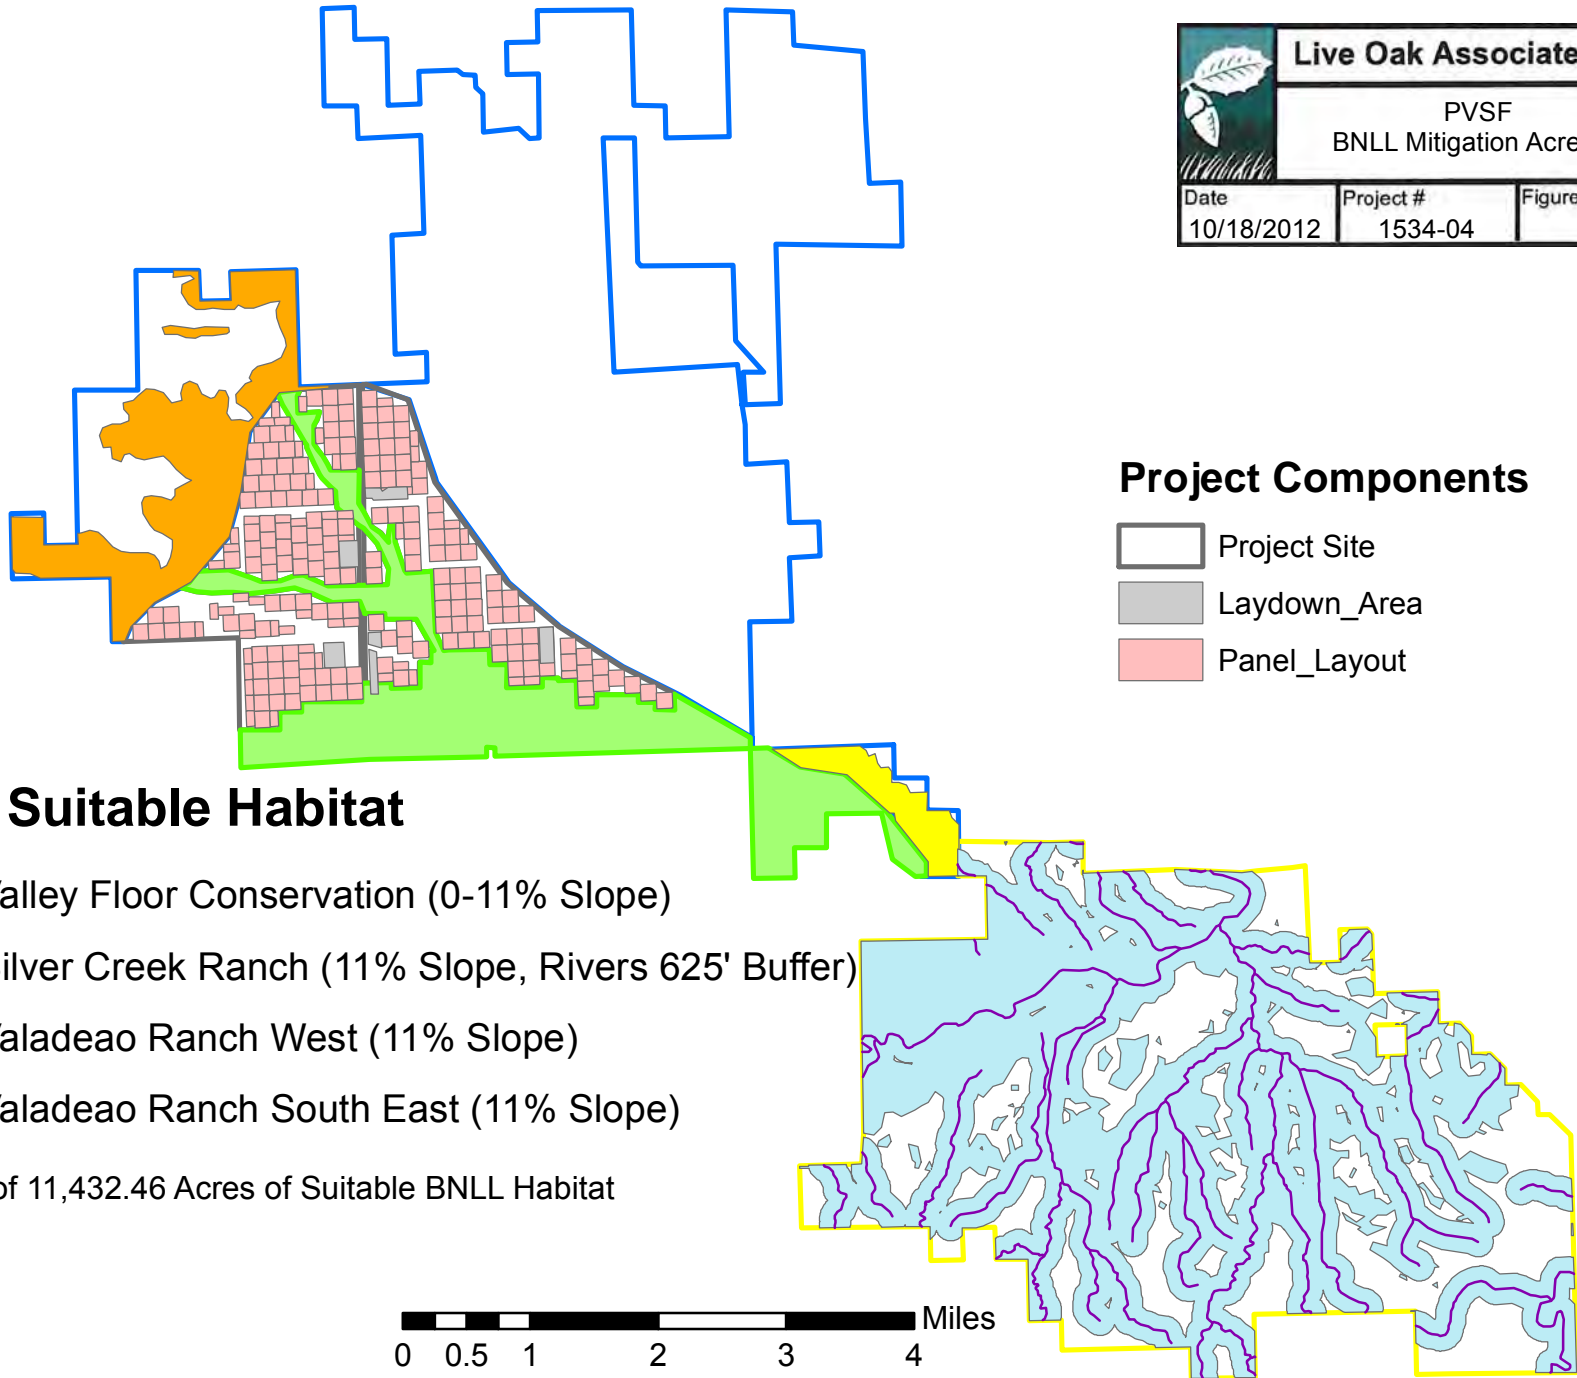 Live Oak Associate
PVSF
BNLL Mitigation Acre
Date
10/18/2012
Project #
1534-04
Figure
Project Components
Project Site
Laydown_Area
Panel_Layout
Suitable Habitat
alley Floor Conservation (0-11% Slope)
ilver Creek Ranch (11% Slope, Rivers 625' Buffer)
aladeao Ranch West (11% Slope)
aladeao Ranch South East (11% Slope)
of 11,432.46 Acres of Suitable BNLL Habitat
Miles
0 0.5 1 2 3 4